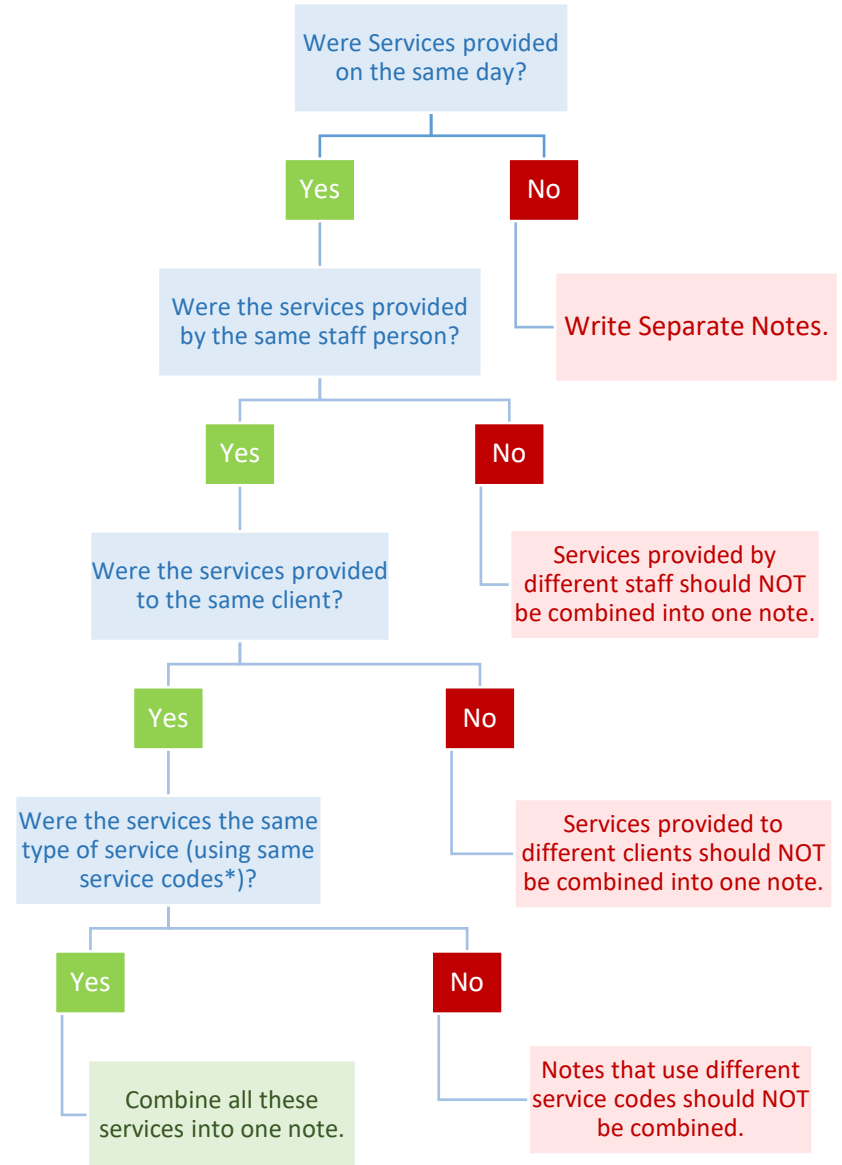 Were Services provided
on the same day?
Yes
No
Were the services provided
by the same staff person?
Write Separate Notes.
Yes
No
Were the services provided
to the same client?
Services provided by
different staff should NOT
be combined into one note.
Yes
No
Were the services the same
type of service (using same
service codes*)?
Services provided to
different clients should NOT
be combined into one note.
Yes
No
Combine all these
services into one note.
Notes that use different
service codes should NOT
be combined.